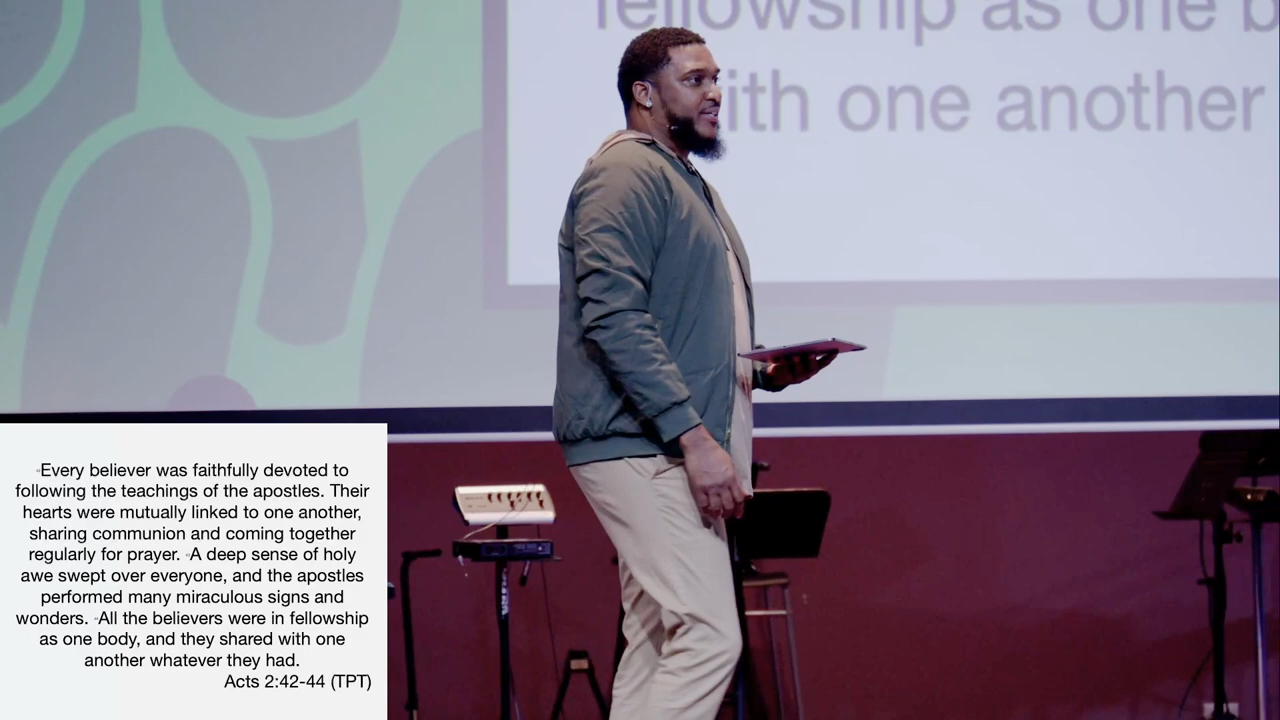 fellowship as one b
ith one another
Every believer was faithfully devoted to
following the teachings of the apostles. Their
hearts were mutually linked to one another,
sharing communion and coming together
regularly for prayer. A deep sense of holy
awe swept over everyone, and the apostles
performed many miraculous signs and
wonders. All the believers were in fellowship
as one body, and they shared with one
another whatever they had.
Acts 2:42-44 (TPT)